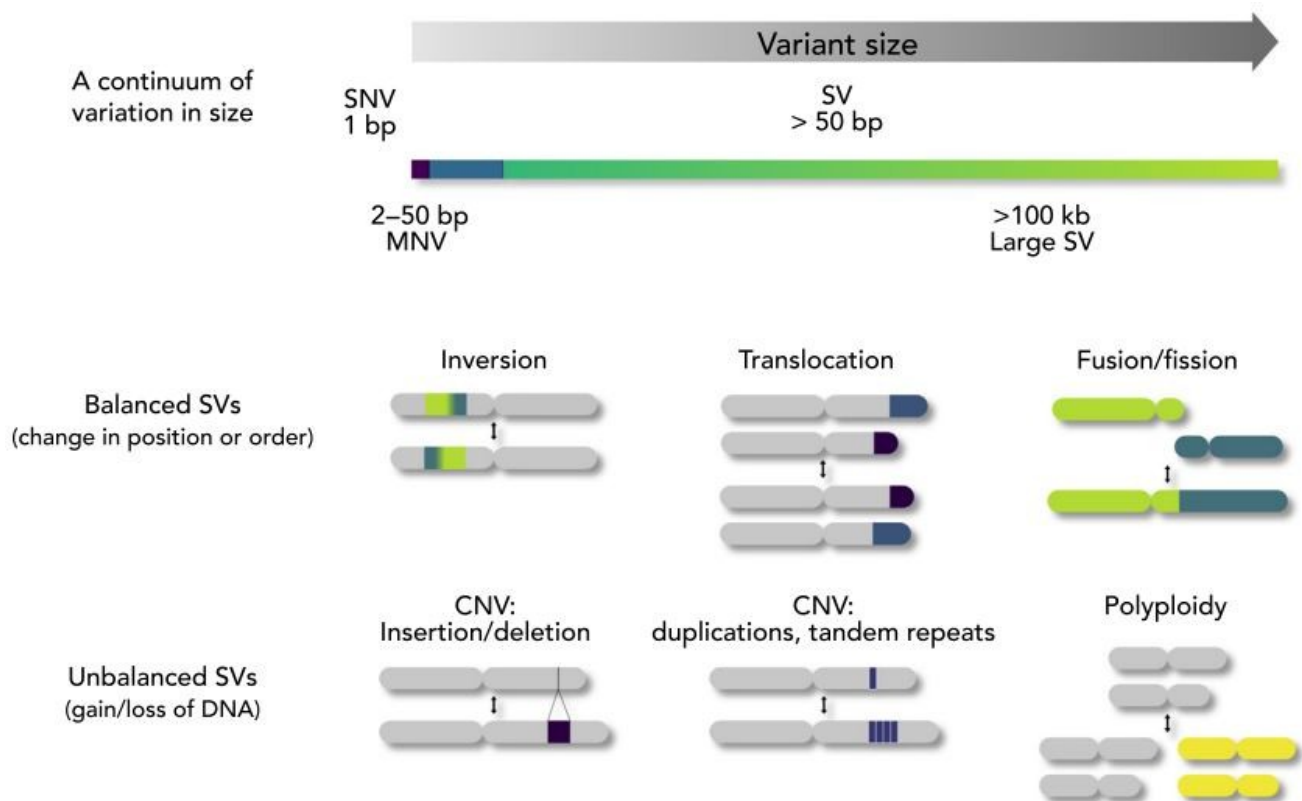 Variant size
A continuum of
variation in size
SNV
1 bp
SV
> 50 bp
2–50 bp
MNV
>100 kb
Large SV
Inversion
Translocation
Fusion/fission
Balanced SVs
(change in position or order)
CNV:
Insertion/deletion
CNV:
duplications, tandem repeats
Polyploidy
Unbalanced SVs
(gain/loss of DNA)